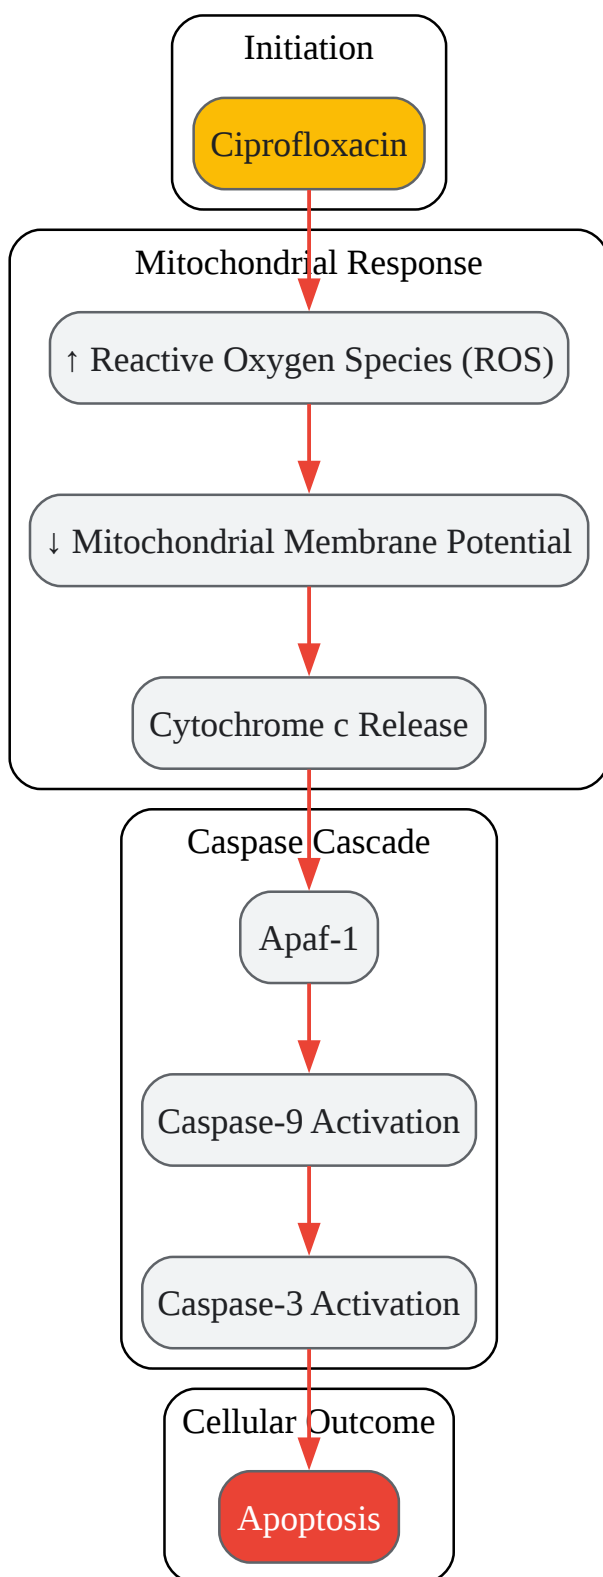 Initiation
Ciprofloxacin
Mitochondrial Response
↑ Reactive Oxygen Species (ROS)
↓ Mitochondrial Membrane Potential
Cytochrome c Release
Caspase Cascade
Apaf-1
Caspase-9 Activation
Caspase-3 Activation
Cellular Outcome
Apoptosis